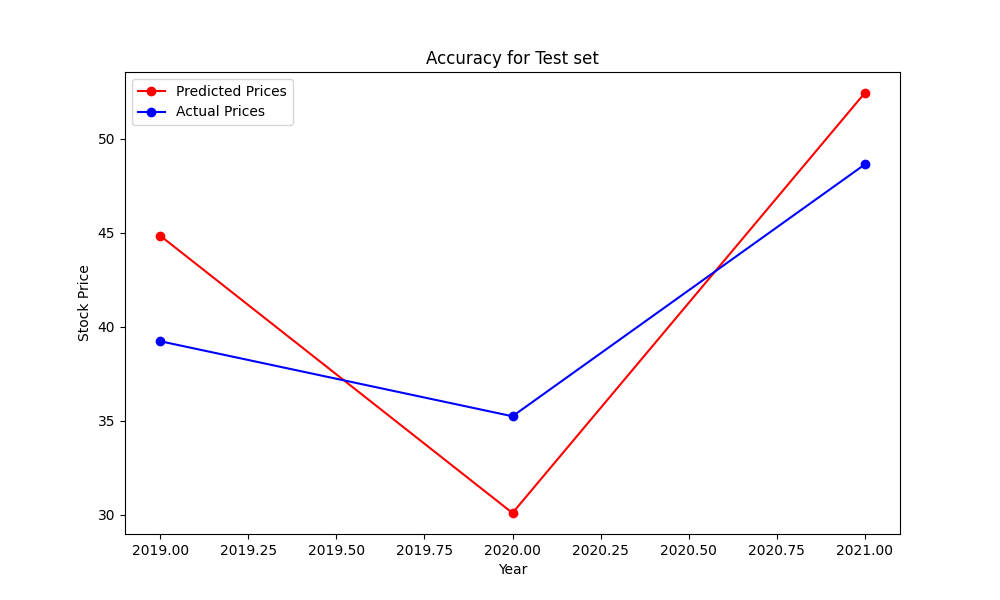 Accuracy for Test set
Predicted Prices
Actual Prices
Stock Price
50
45
40
35
30
2019.00 2019.25 2019.50 2019.75 2020.00 2020.25 2020.50 2020.75 2021.00
Year